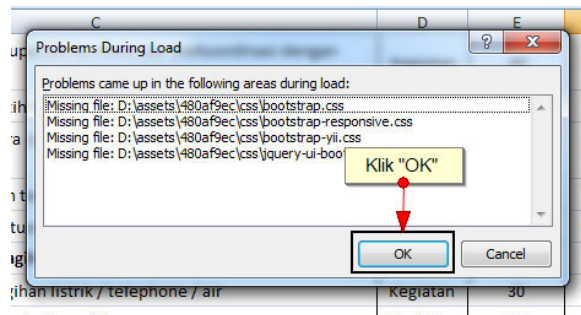 C D E
Problems During Load
Problems came up in the following areas during load:
Missing file: D:\assets\480af9ec\css\bootstrap.css
Missing file: D:\assets\480af9ec\css\bootstrap-responsive.css
Missing file: D:\assets\480af9ec\css\bootstrap-yii.css
Missing file: D:\assets\480af9ec\css\jquery-ui-boo
Klik "OK"
OK Cancel
ihan listrik / telephone / air Kegiatan 30